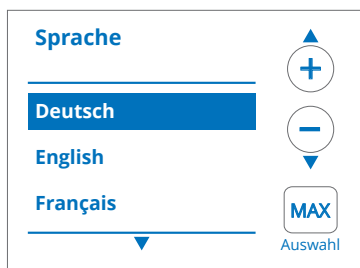 Sprache
Deutsch
English
Français
+
−
MAX
Auswahl